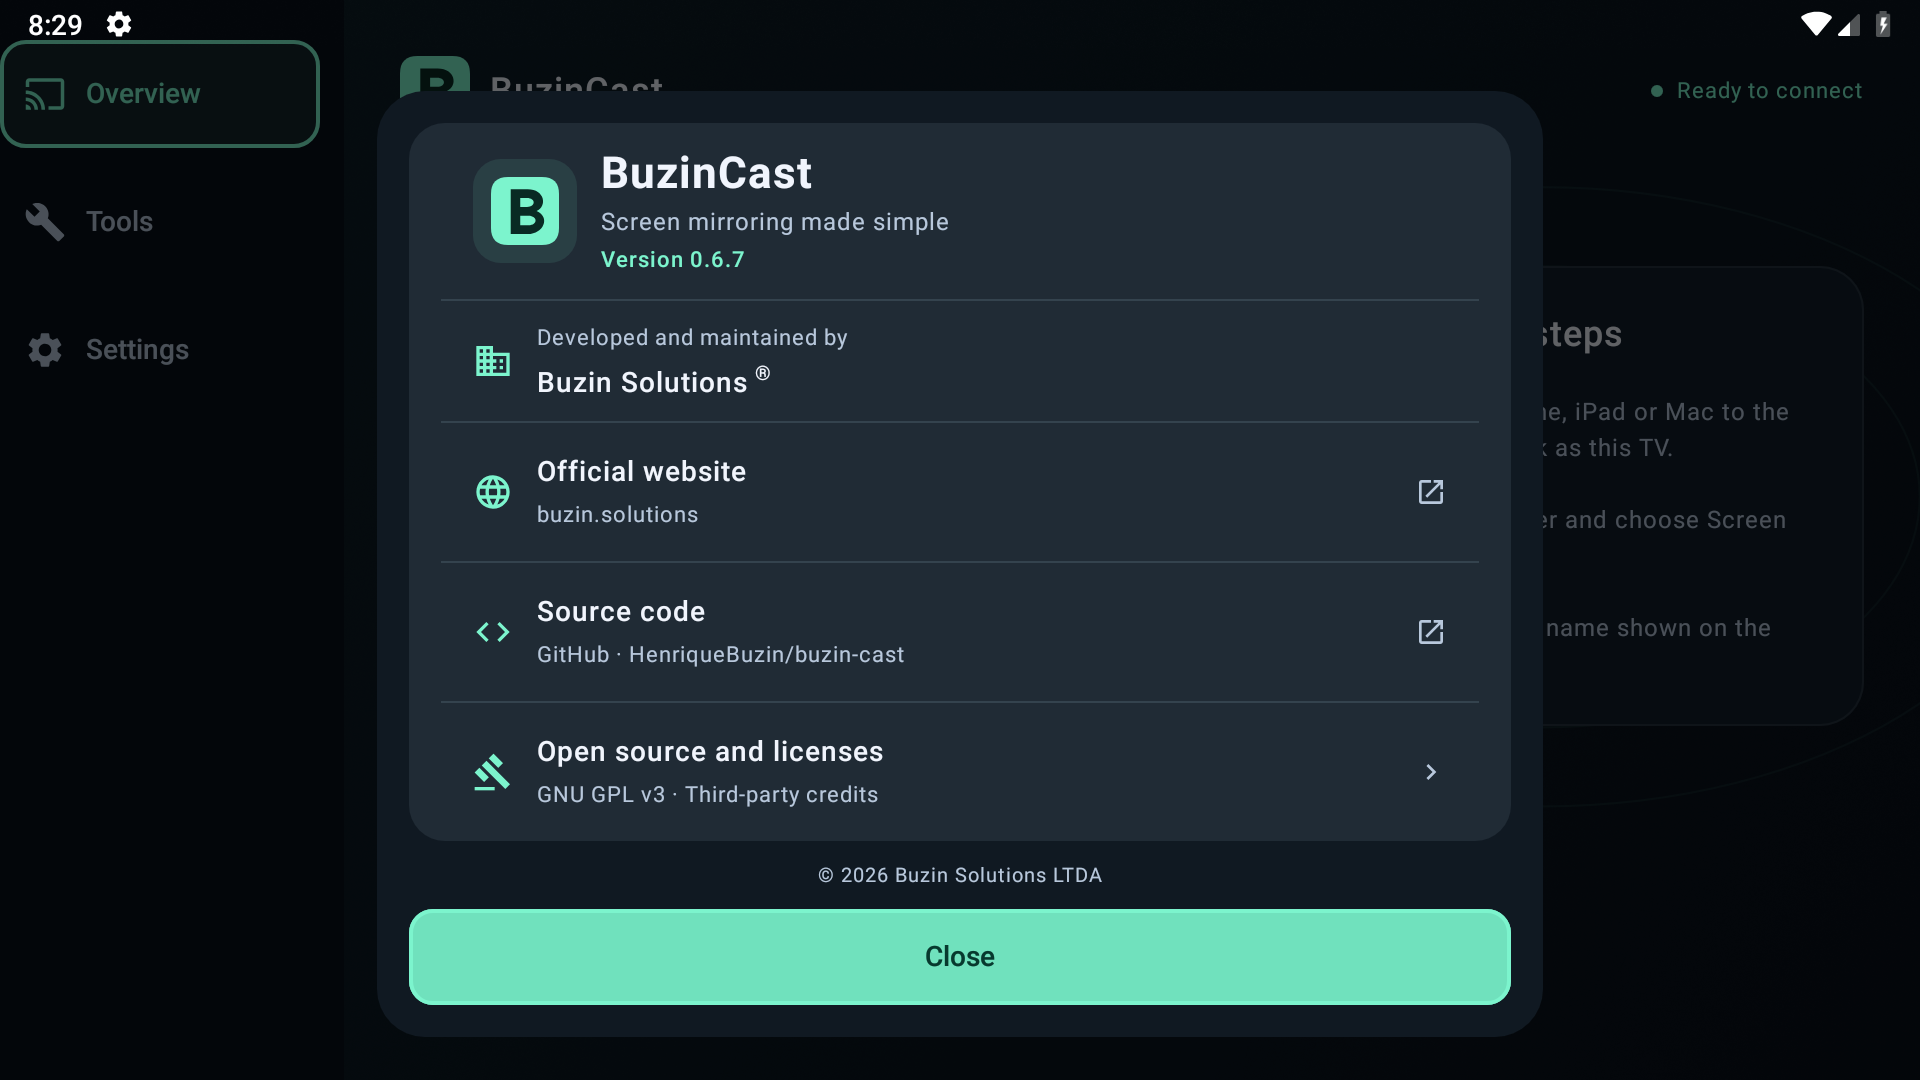 8:29
Overview
Tools
Settings
B BuzinCast
Ready to connect
B
BuzinCast
Screen mirroring made simple
Version 0.6.7
Developed and maintained by
Buzin Solutions ®
Official website
buzin.solutions
Source code
GitHub · HenriqueBuzin/buzin-cast
Open source and licenses
GNU GPL v3 · Third-party credits
© 2026 Buzin Solutions LTDA
Close
steps
iPad or Mac to the
as this TV.
and choose Screen
name shown on the